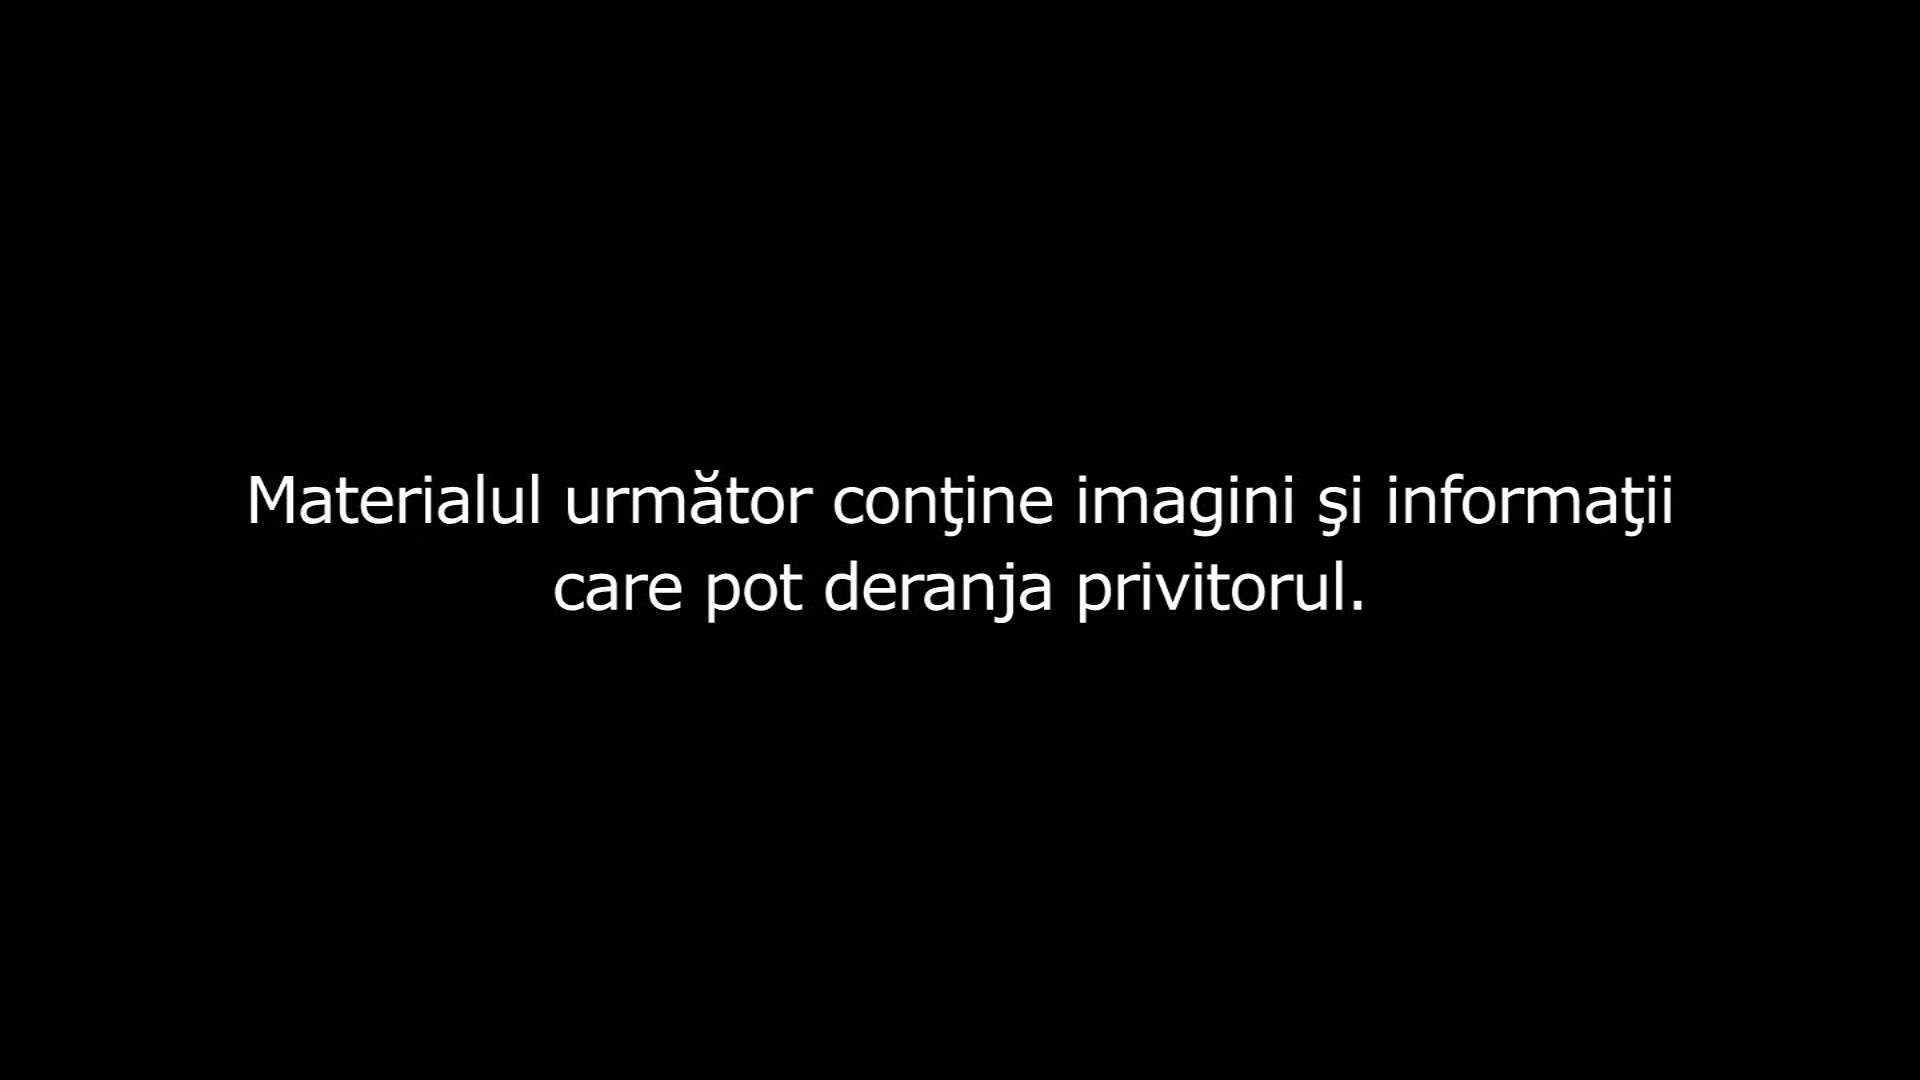 Materialul următor conţine imagini şi informaţii
care pot deranja privitorul.